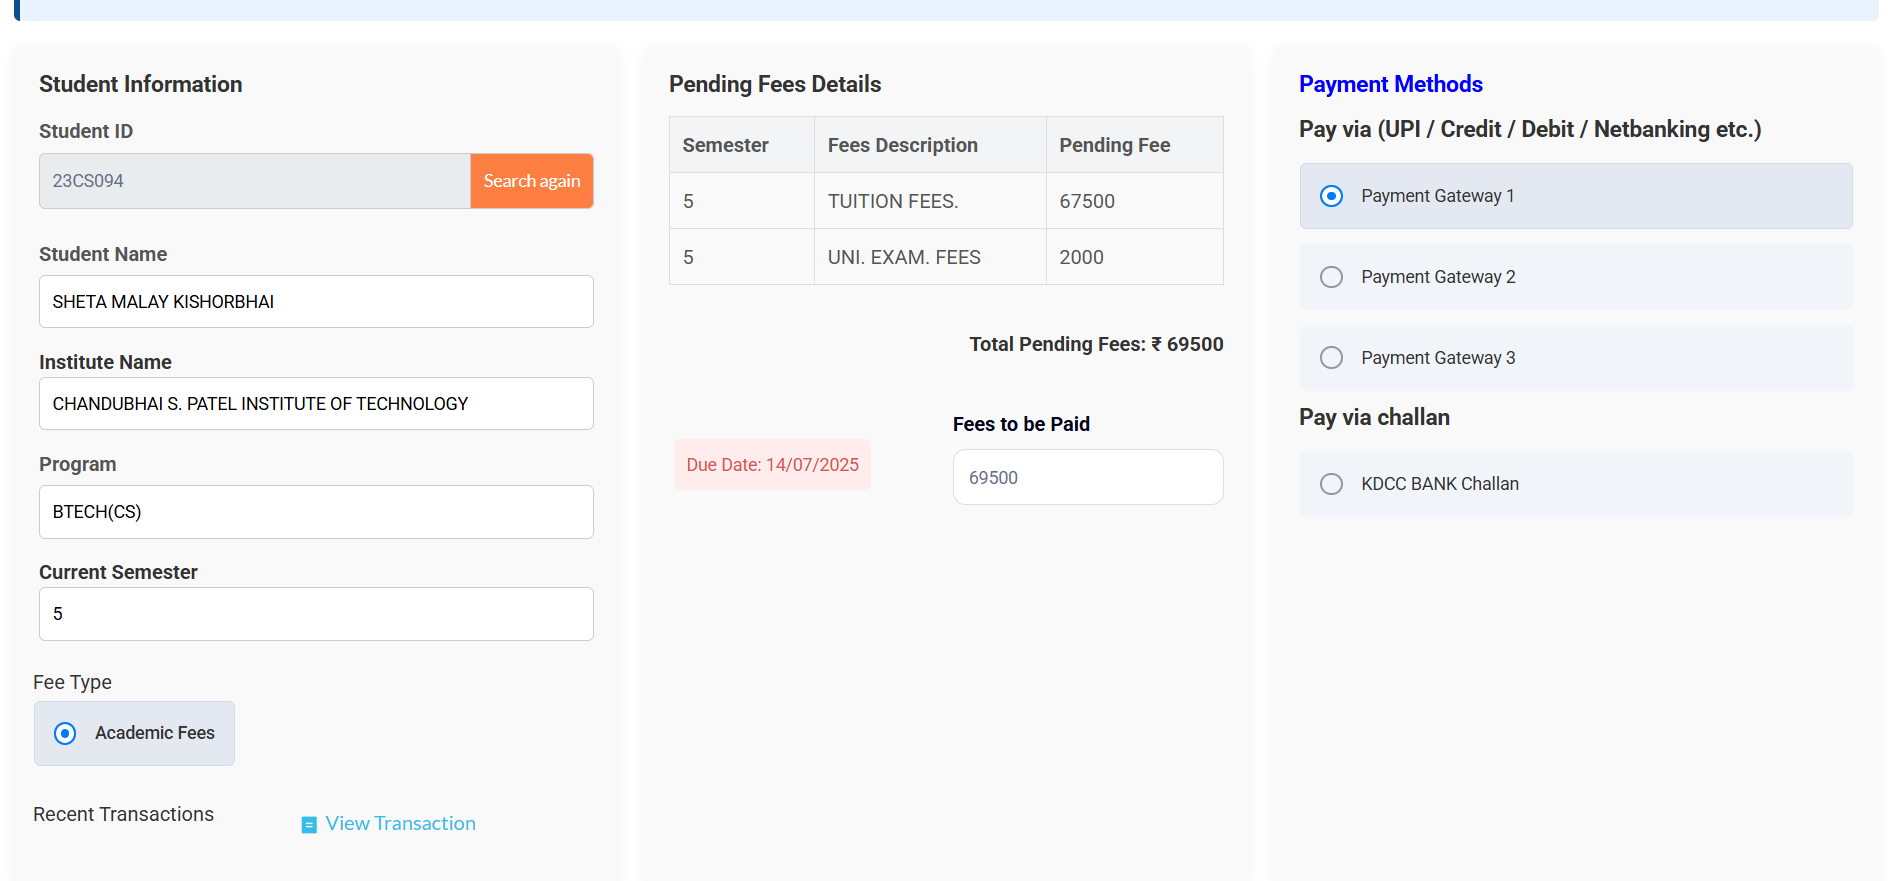 Student Information
Student ID
23CS094
Search again
Student Name
SHETA MALAY KISHORBHAI
Institute Name
CHANDUBHAI S. PATEL INSTITUTE OF TECHNOLOGY
Program
BTECH(CS)
Current Semester
5
Fee Type
Academic Fees
Recent Transactions
View Transaction
Pending Fees Details
Semester Fees Description Pending Fee
5 TUITION FEES. 67500
5 UNI. EXAM. FEES 2000
Total Pending Fees: ₹ 69500
Fees to be Paid
Due Date: 14/07/2025
69500
Payment Methods
Pay via (UPI / Credit / Debit / Netbanking etc.)
Payment Gateway 1
Payment Gateway 2
Payment Gateway 3
Pay via challan
KDCC BANK Challan